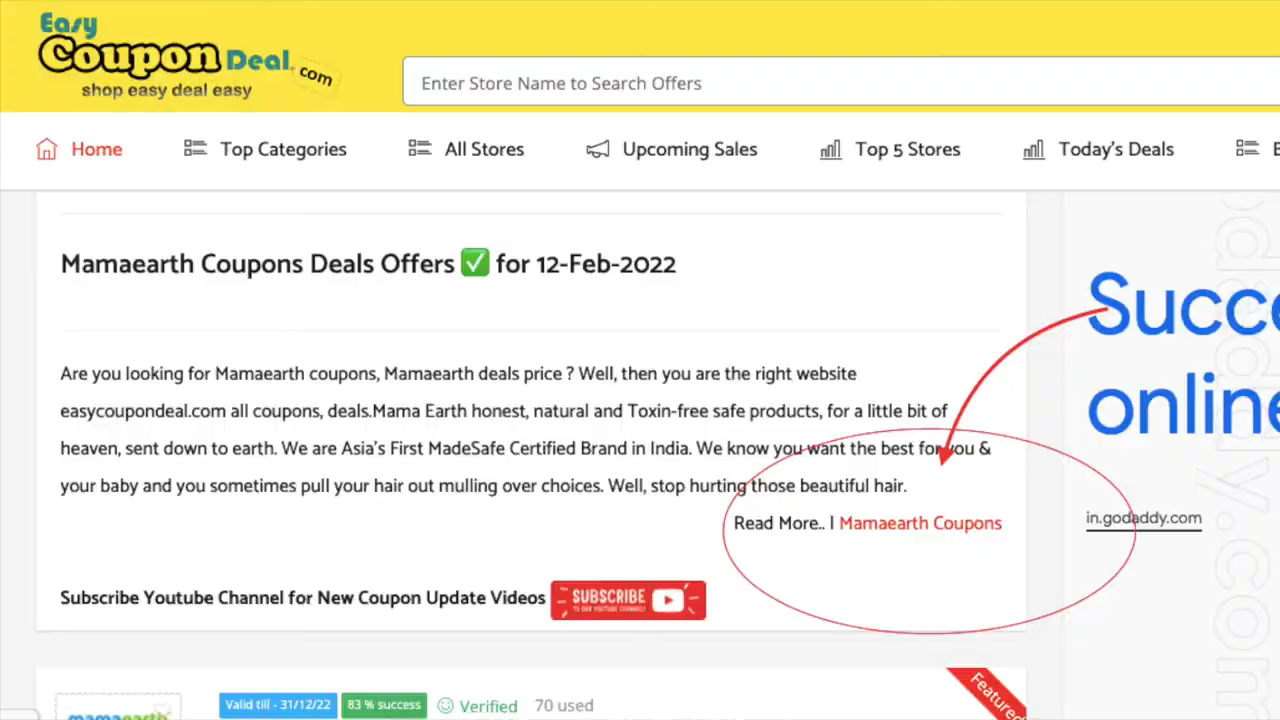 Easy
Coupon Deal.com
shop easy deal easy
Enter Store Name to Search Offers
Home Top Categories All Stores Upcoming Sales Top 5 Stores Today's Deals E
Mamaearth Coupons Deals Offers ✅ for 12-Feb-2022
Are you looking for Mamaearth coupons, Mamaearth deals price ? Well, then you are the right website
easycoupondeal.com all coupons, deals.Mama Earth honest, natural and Toxin-free safe products, for a little bit of
heaven, sent down to earth. We are Asia's First MadeSafe Certified Brand in India. We know you want the best for you &
your baby and you sometimes pull your hair out mulling over choices. Well, stop hurting those beautiful hair.
Read More.. | Mamaearth Coupons
Subscribe Youtube Channel for New Coupon Update Videos
SUBSCRIBE
TO OUR YOUTUBE CHANNEL
Succe
online
in.godaddy.com
godaddy.com
mamaearth
Valid till - 31/12/22 83 % success Verified 70 used
Featured